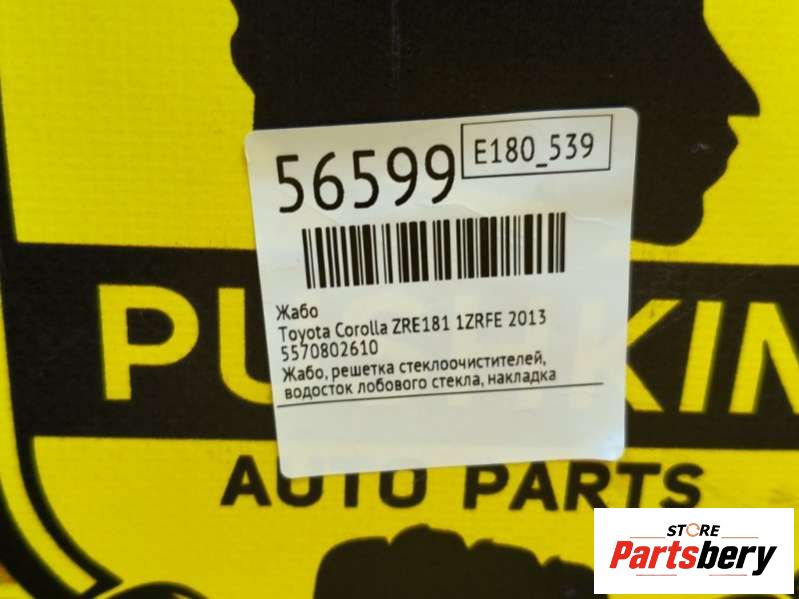 56599
E180_539
Жабо
Toyota Corolla ZRE181 1ZRFE 2013
5570802610
Жабо, решетка стеклоочистителей,
водосток лобового стекла, накладка
AUTO PARTS
STORE
Partsbery